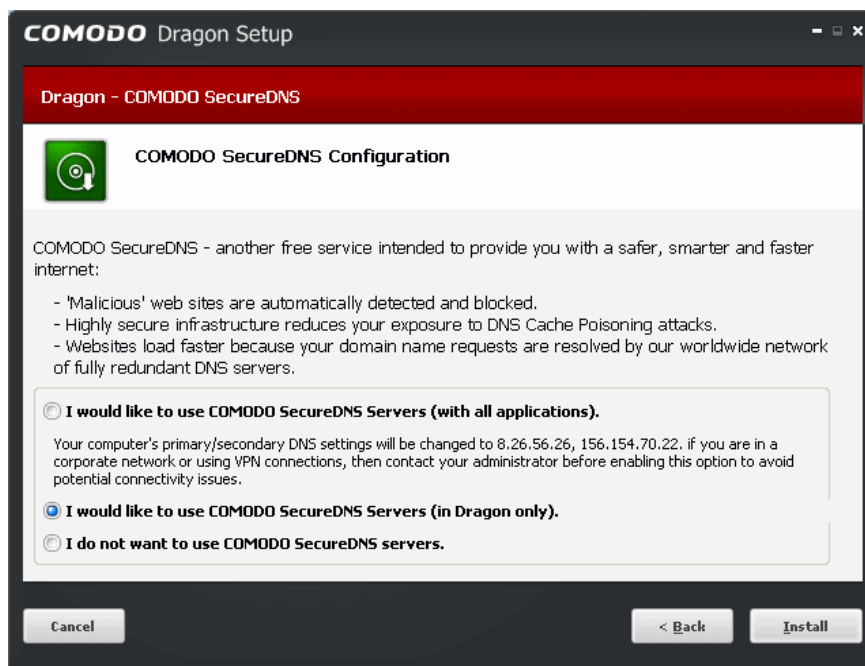 COMODO Dragon Setup
Dragon - COMODO SecureDNS
COMODO SecureDNS Configuration
COMODO SecureDNS - another free service intended to provide you with a safer, smarter and faster
internet:
- 'Malicious' web sites are automatically detected and blocked.
- Highly secure infrastructure reduces your exposure to DNS Cache Poisoning attacks.
- Websites load faster because your domain name requests are resolved by our worldwide network
of fully redundant DNS servers.
I would like to use COMODO SecureDNS Servers (with all applications).
Your computer's primary/secondary DNS settings will be changed to 8.26.56.26, 156.154.70.22. if you are in a
corporate network or using VPN connections, then contact your administrator before enabling this option to avoid
potential connectivity issues.
I would like to use COMODO SecureDNS Servers (in Dragon only).
I do not want to use COMODO SecureDNS servers.
Cancel
< Back
Install